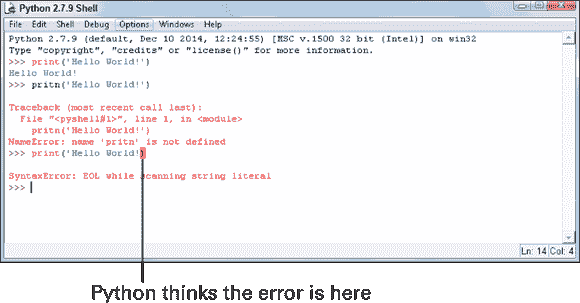 Python 2.7.9 Shell
File Edit Shell Debug Options Windows Help
Python 2.7.9 (default, Dec 10 2014, 12:24:55) [MSC v.1500 32 bit (Intel)] on win32
Type "copyright", "credits" or "license()" for more information.
>>> print('Hello World!')
Hello World!
>>> pritn('Hello World!')

Traceback (most recent call last):
  File "<pyshell#1>", line 1, in <module>
    pritn('Hello World!')
NameError: name 'pritn' is not defined
>>> print('Hello World!)

SyntaxError: EOL while scanning string literal
>>>
Ln: 14 Col: 4
Python thinks the error is here